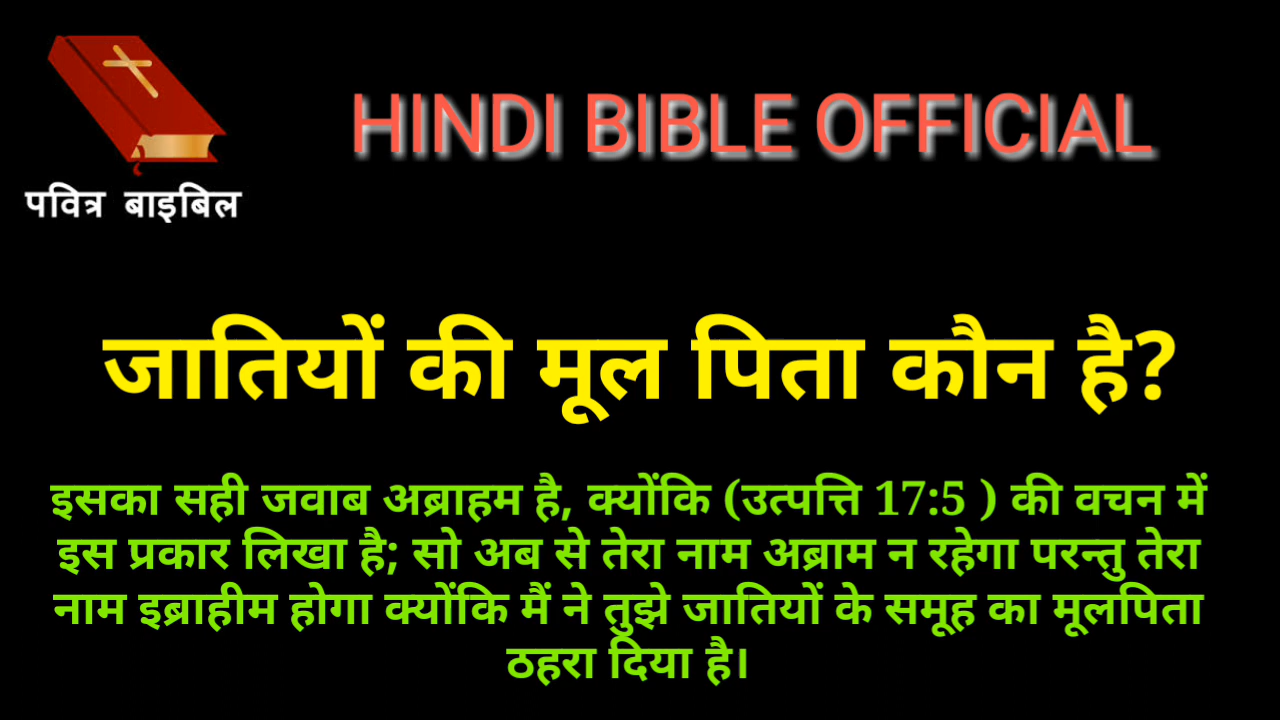 HINDI BIBLE OFFICIAL
पवित्र बाइबिल
जातियों की मूल पिता कौन है?
इसका सही जवाब अब्राहम है, क्योंकि (उत्पत्ति 17:5 ) की वचन में
इस प्रकार लिखा है; सो अब से तेरा नाम अब्राम न रहेगा परन्तु तेरा
नाम इब्राहीम होगा क्योंकि मैं ने तुझे जातियों के समूह का मूलपिता
ठहरा दिया है।